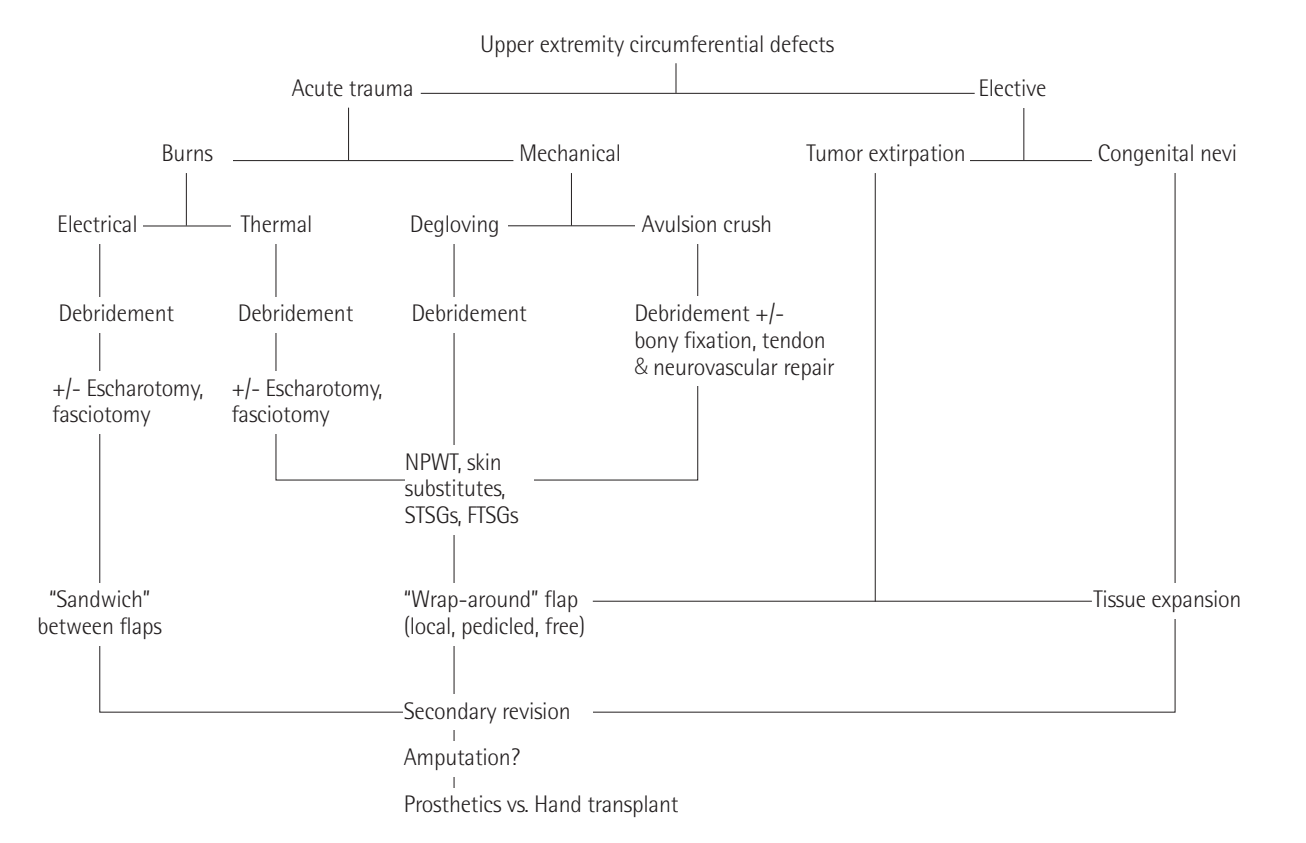 Upper extremity circumferential defects
Acute trauma
Elective
Burns
Mechanical
Tumor extirpation
Congenital nevi
Electrical
Thermal
Degloving
Avulsion crush
Debridement
Debridement
Debridement
Debridement +/-
bony fixation, tendon
& neurovascular repair
+/- Escharotomy,
fasciotomy
+/- Escharotomy,
fasciotomy
NPWT, skin
substitutes,
STSGs, FTSGs
“Sandwich”
between flaps
“Wrap-around” flap
(local, pedicled, free)
Tissue expansion
Secondary revision
Amputation?
Prosthetics vs. Hand transplant